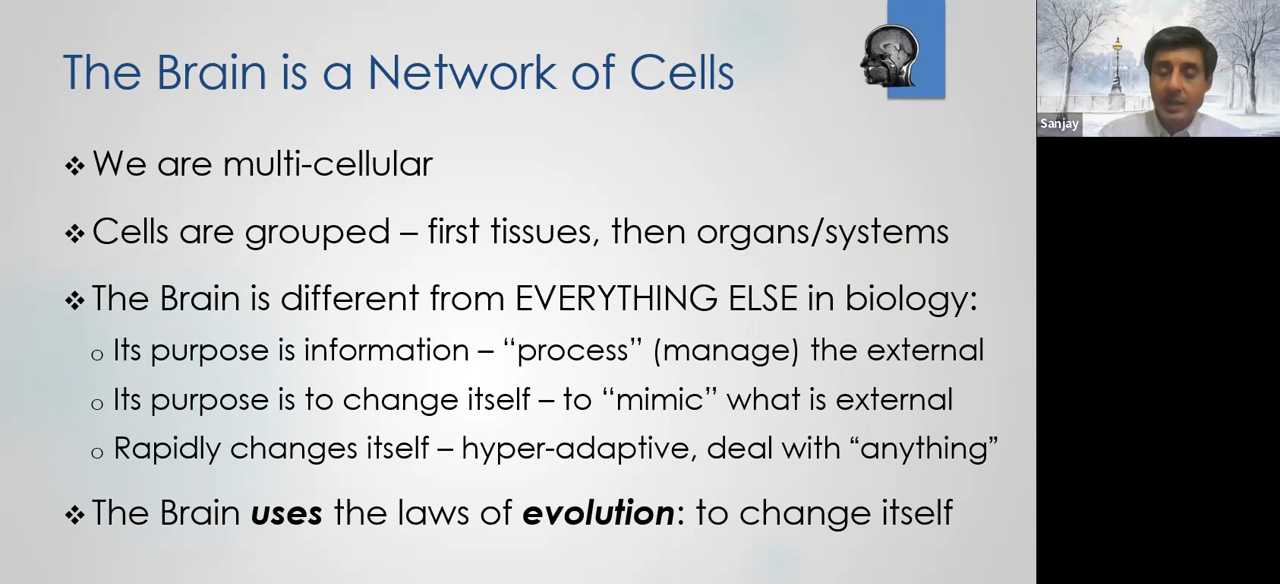 The Brain is a Network of Cells
Sanjay
❖ We are multi-cellular
❖ Cells are grouped – first tissues, then organs/systems
❖ The Brain is different from EVERYTHING ELSE in biology:
o Its purpose is information – “process” (manage) the external
o Its purpose is to change itself – to “mimic” what is external
o Rapidly changes itself – hyper-adaptive, deal with “anything”
❖ The Brain uses the laws of evolution: to change itself